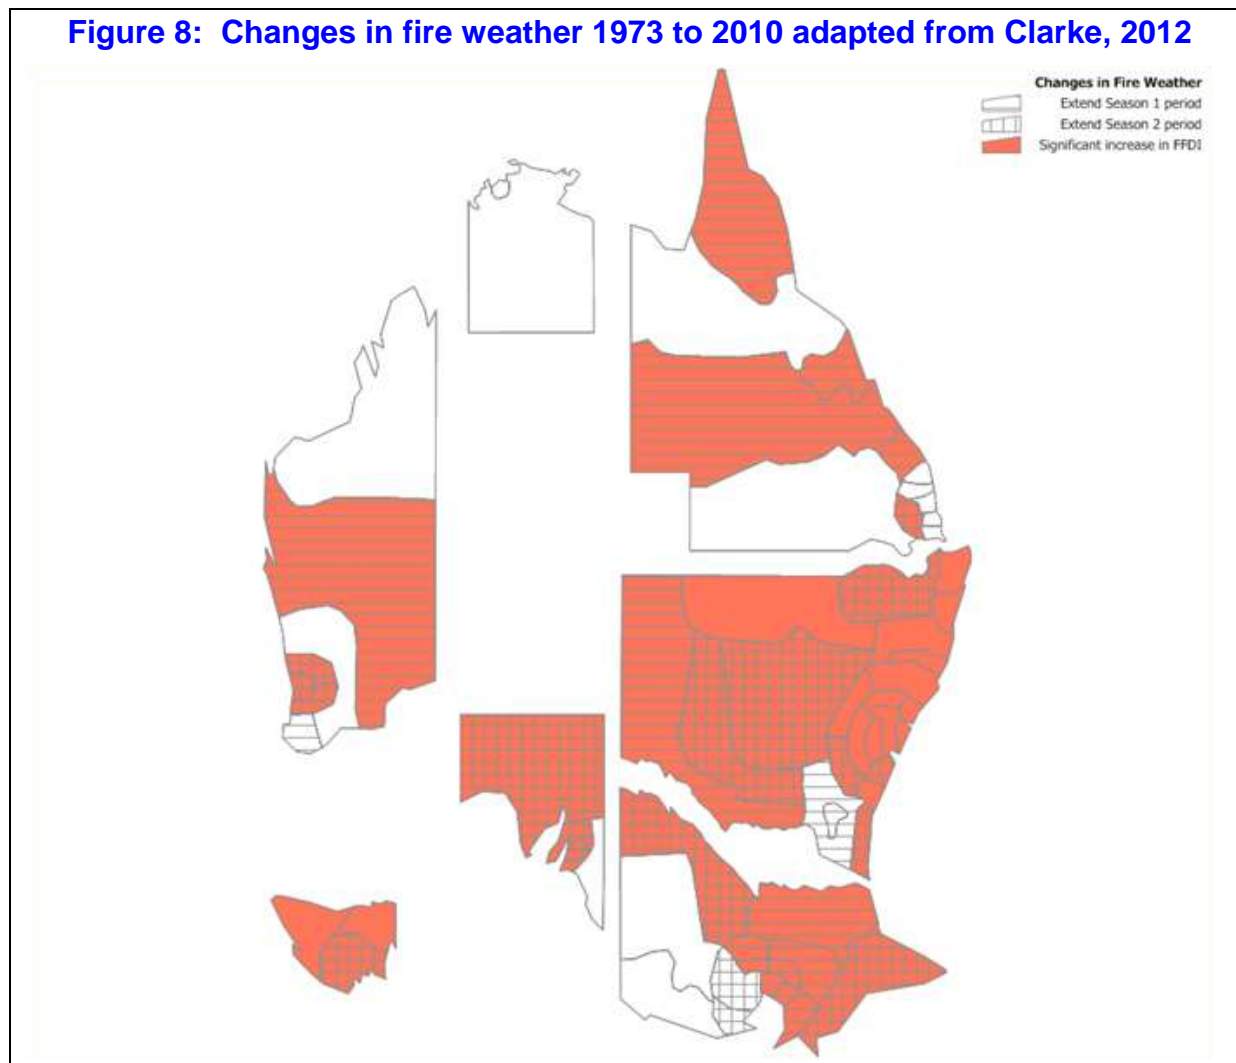 Figure 8: Changes in fire weather 1973 to 2010 adapted from Clarke, 2012
Changes in Fire Weather
Extend Season 1 period
Extend Season 2 period
Significant increase in FFDI